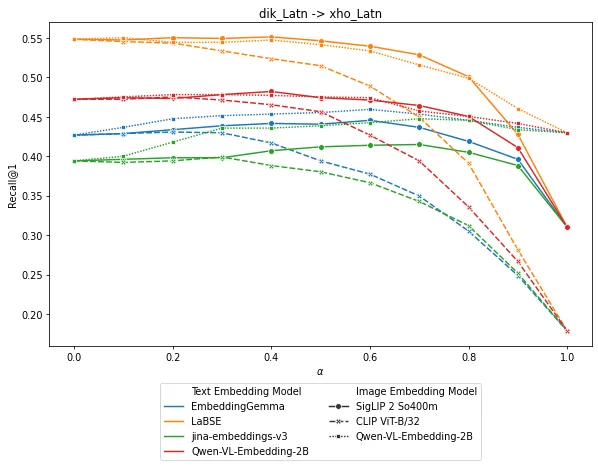 dik_Latn -> xho_Latn
Recall@1
0.55
0.50
0.45
0.40
0.35
0.30
0.25
0.20
0.0 0.2 0.4 0.6 0.8 1.0
α
Text Embedding Model
EmbeddingGemma
LaBSE
jina-embeddings-v3
Qwen-VL-Embedding-2B
Image Embedding Model
SigLIP 2 So400m
CLIP ViT-B/32
Qwen-VL-Embedding-2B